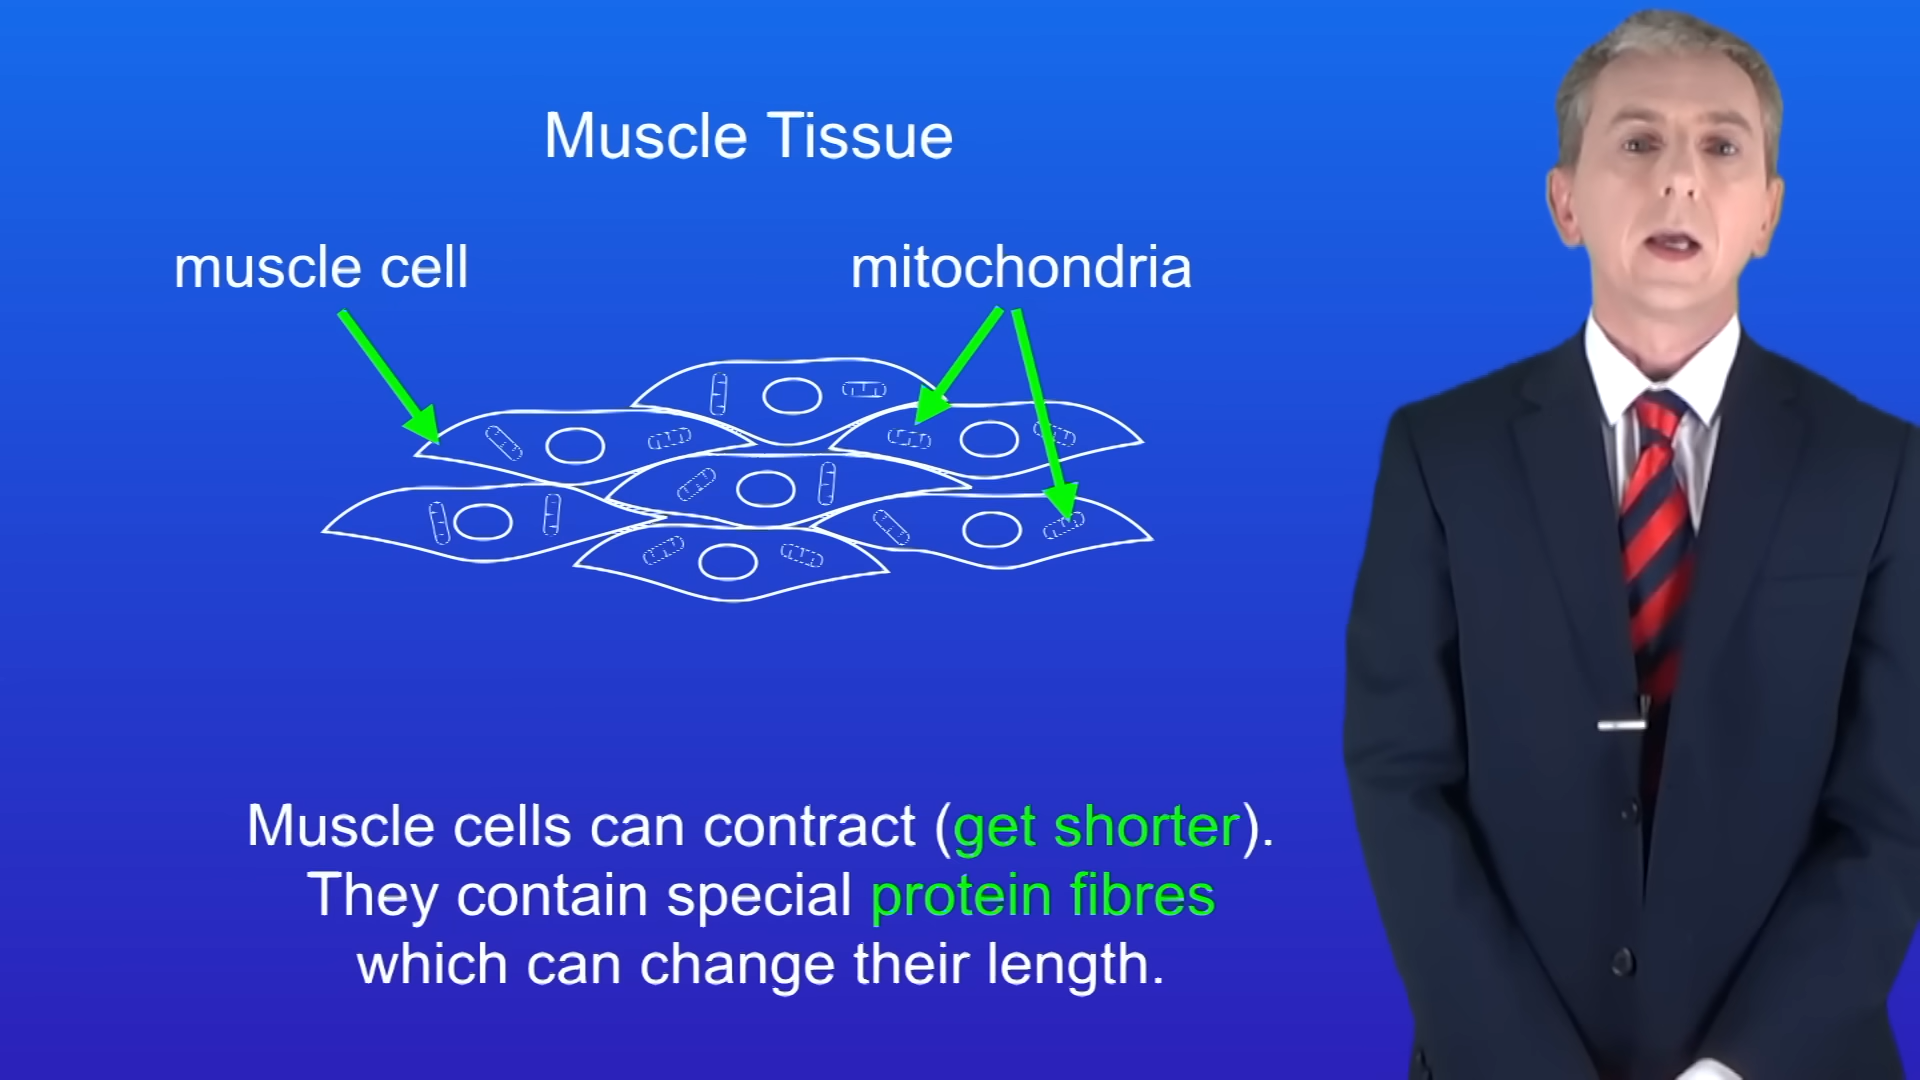 Muscle Tissue
muscle cell
mitochondria
Muscle cells can contract (get shorter).
They contain special protein fibres
which can change their length.